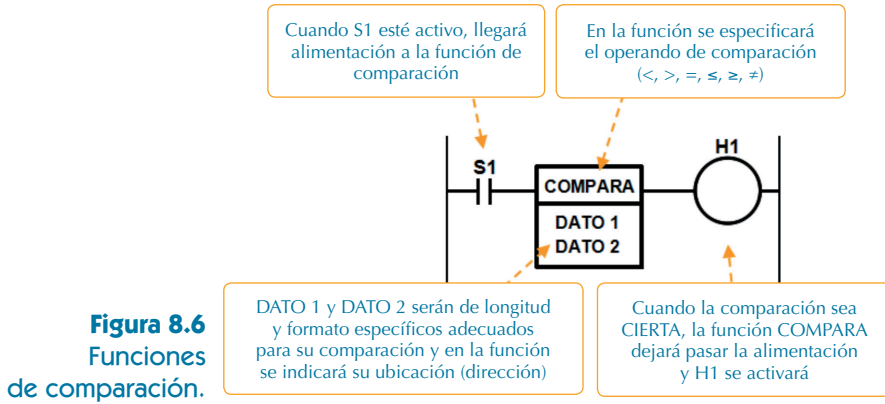 Cuando S1 esté activo, llegará
alimentación a la función de
comparación
En la función se especificará
el operando de comparación
(<, >, =, ≤, ≥, ≠)
S1
COMPARA
DATO 1
DATO 2
H1
DATO 1 y DATO 2 serán de longitud
y formato específicos adecuados
para su comparación y en la función
se indicará su ubicación (dirección)
Cuando la comparación sea
CIERTA, la función COMPARA
dejará pasar la alimentación
y H1 se activará
Figura 8.6
Funciones
de comparación.